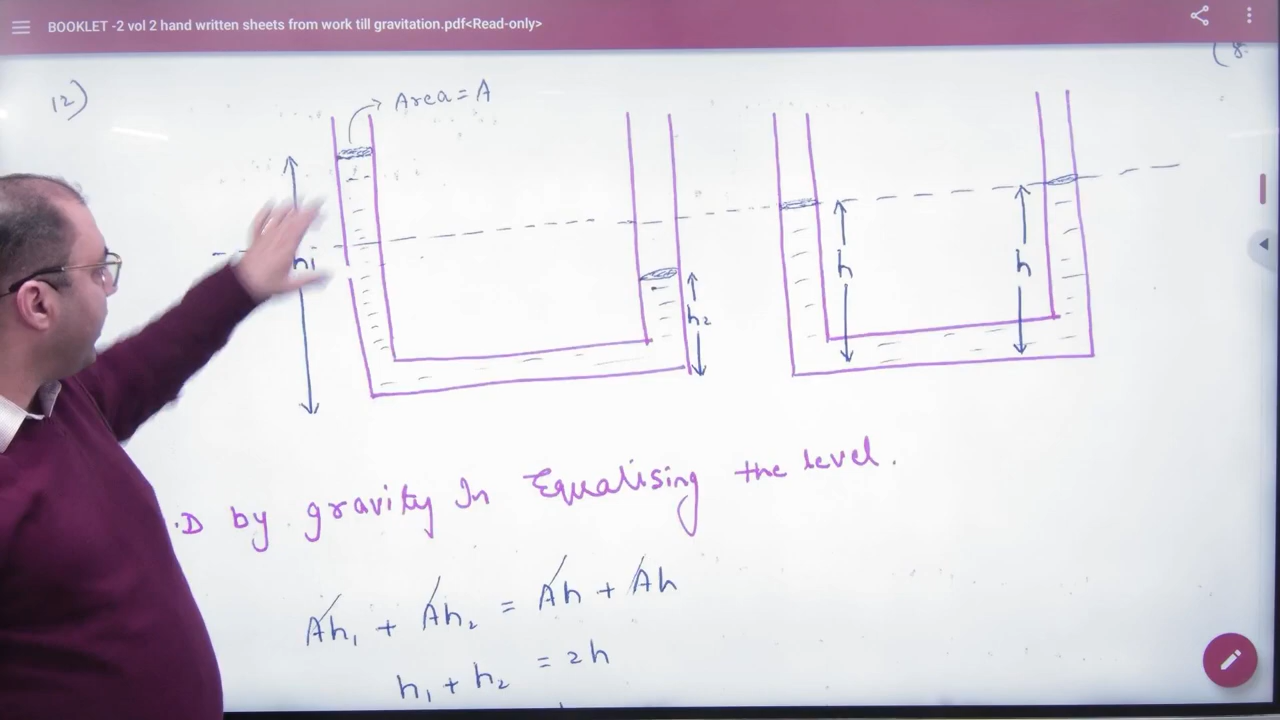 BOOKLET -2 vol 2 hand written sheets from work till gravitation.pdf<Read-only>
(8.
12)
Area = A
h1
h2
h
h
.D by gravity In Equalising the level.
Ah1 + Ah2 = Ah + Ah
h1 + h2 = 2h